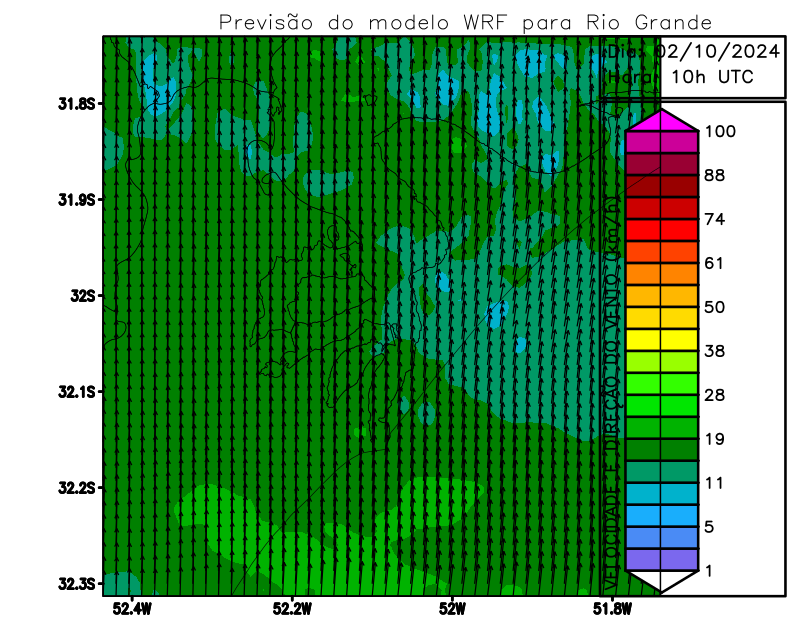 Previsão do modelo WRF para Rio Grande
Dia: 02/10/2024
Hora: 10h UTC
31.8S
31.9S
32S
32.1S
32.2S
32.3S
52.4W
52.2W
52W
51.8W
VELOCIDADE E DIREÇÃO DO VENTO (km/h)
100
88
74
61
50
38
28
19
11
5
1